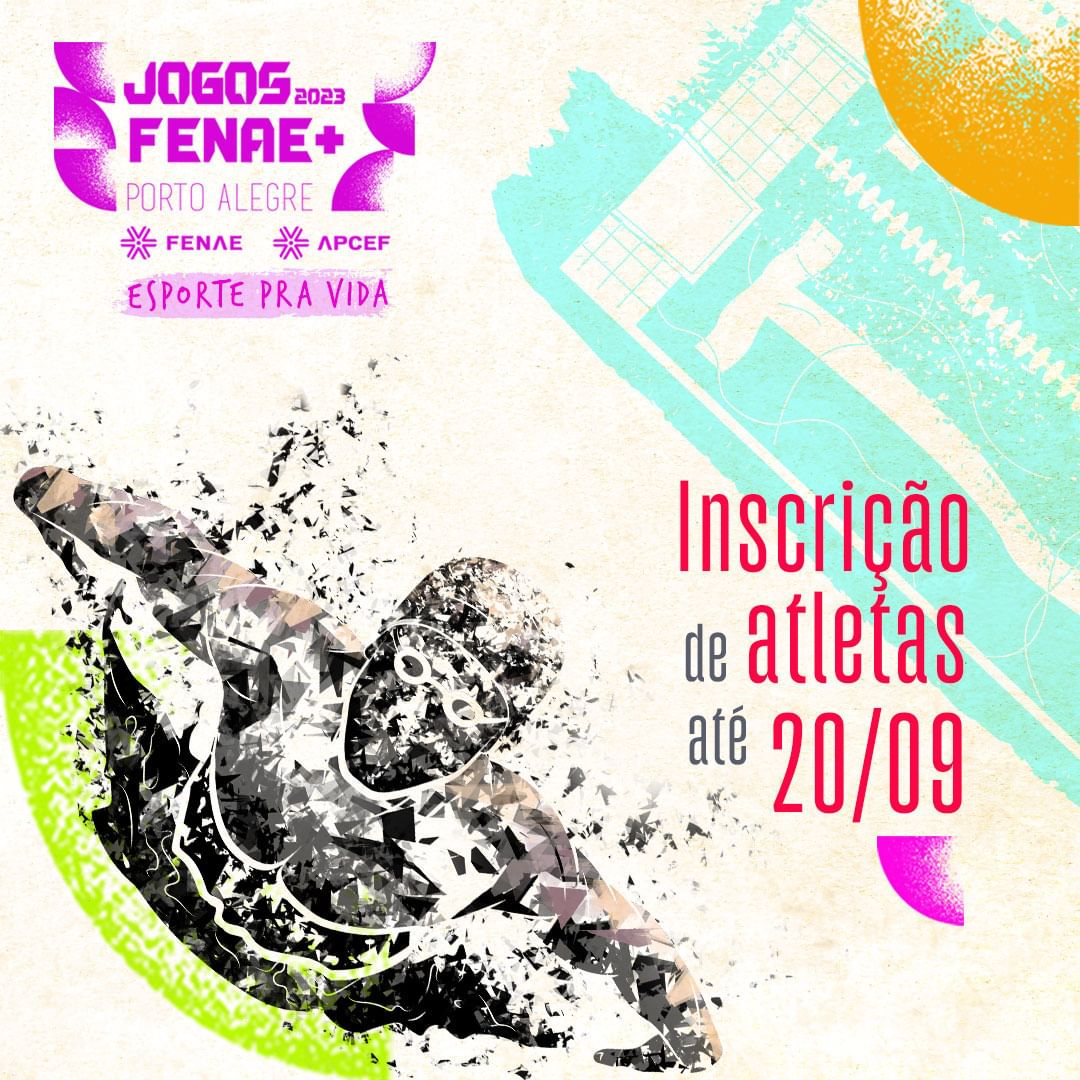 JOGOS 2023
FENAE+
PORTO ALEGRE
FENAE APCEF
ESPORTE PRA VIDA
Inscrição
de atletas
até 20/09